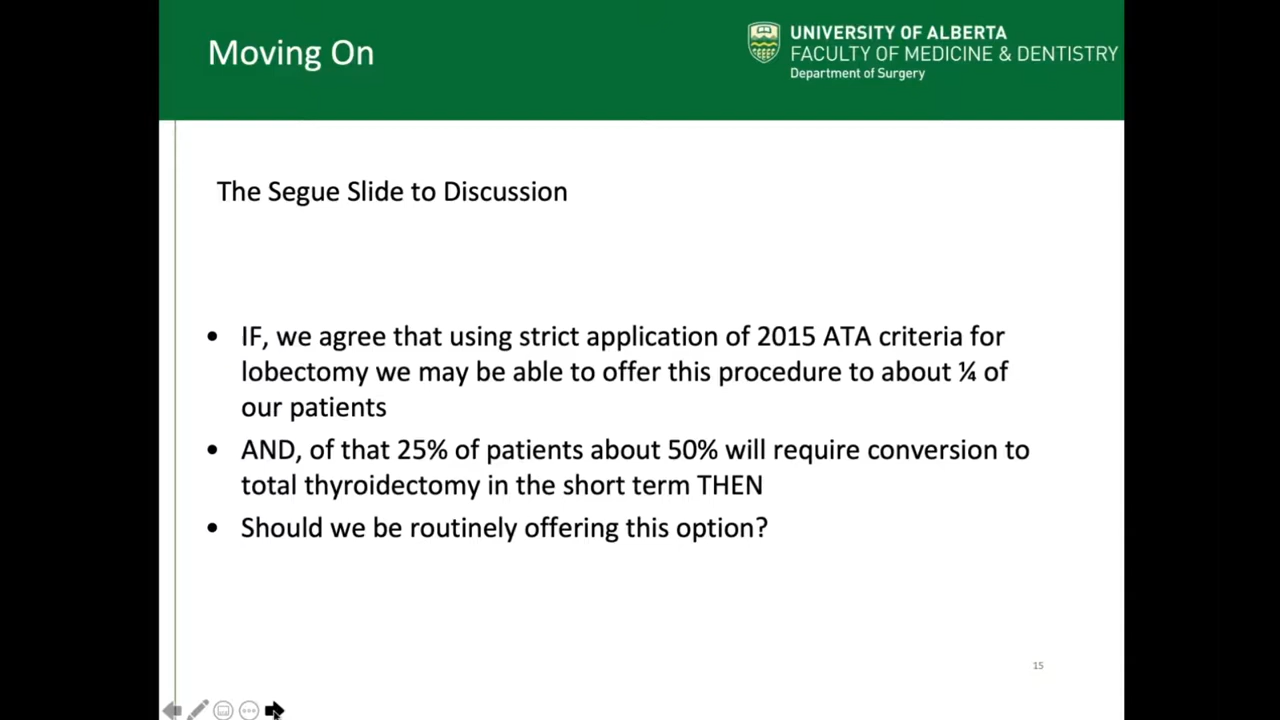 Moving On
UNIVERSITY OF ALBERTA
FACULTY OF MEDICINE & DENTISTRY
Department of Surgery
The Segue Slide to Discussion
• IF, we agree that using strict application of 2015 ATA criteria for
lobectomy we may be able to offer this procedure to about ¼ of
our patients
• AND, of that 25% of patients about 50% will require conversion to
total thyroidectomy in the short term THEN
• Should we be routinely offering this option?
15